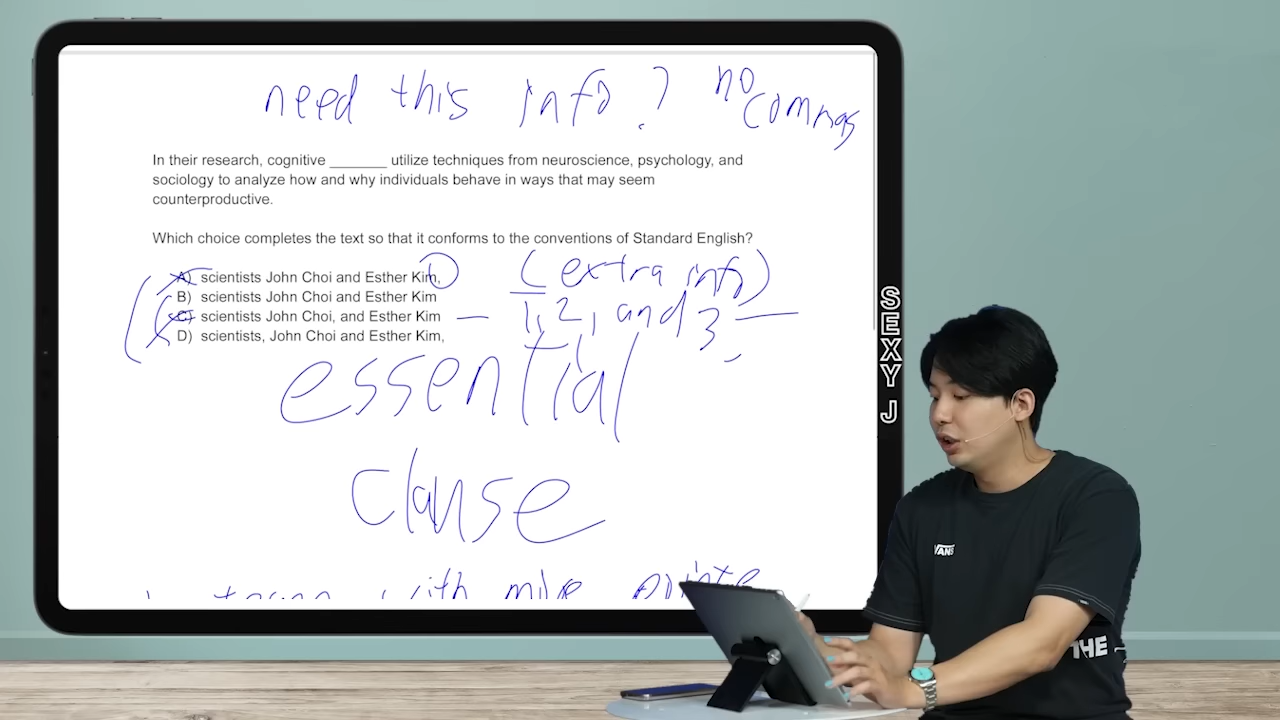 need this info?
no commas
In their research, cognitive _______ utilize techniques from neuroscience, psychology, and
sociology to analyze how and why individuals behave in ways that may seem
counterproductive.
Which choice completes the text so that it conforms to the conventions of Standard English?
A) scientists John Choi and Esther Kim,
B) scientists John Choi and Esther Kim
C) scientists John Choi, and Esther Kim
D) scientists, John Choi and Esther Kim,
(extra info)
1, 2, and 3
essential
clause
with more points
SEXY J
VANS
THE